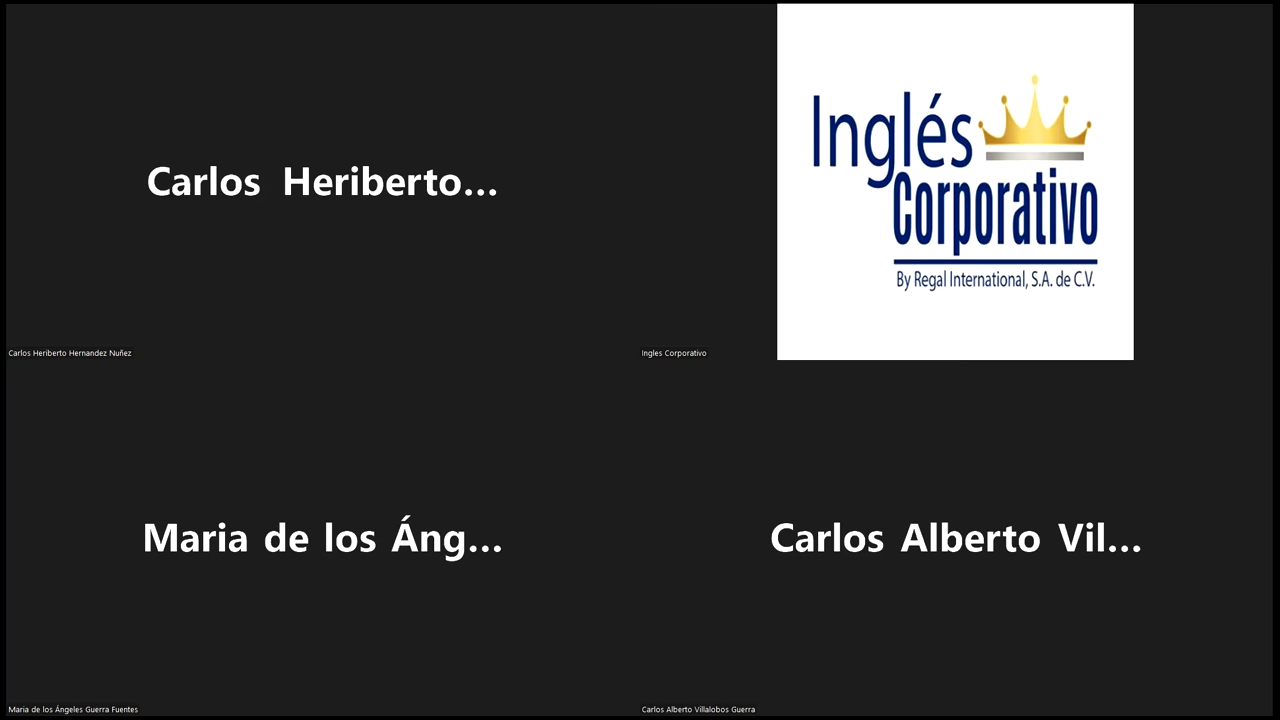 Carlos Heriberto...
Carlos Heriberto Hernandez Nuñez
Inglés
Corporativo
By Regal International, S.A. de C.V.
Ingles Corporativo
Maria de los Áng...
Maria de los Ángeles Guerra Fuentes
Carlos Alberto Vil...
Carlos Alberto Villalobos Guerra